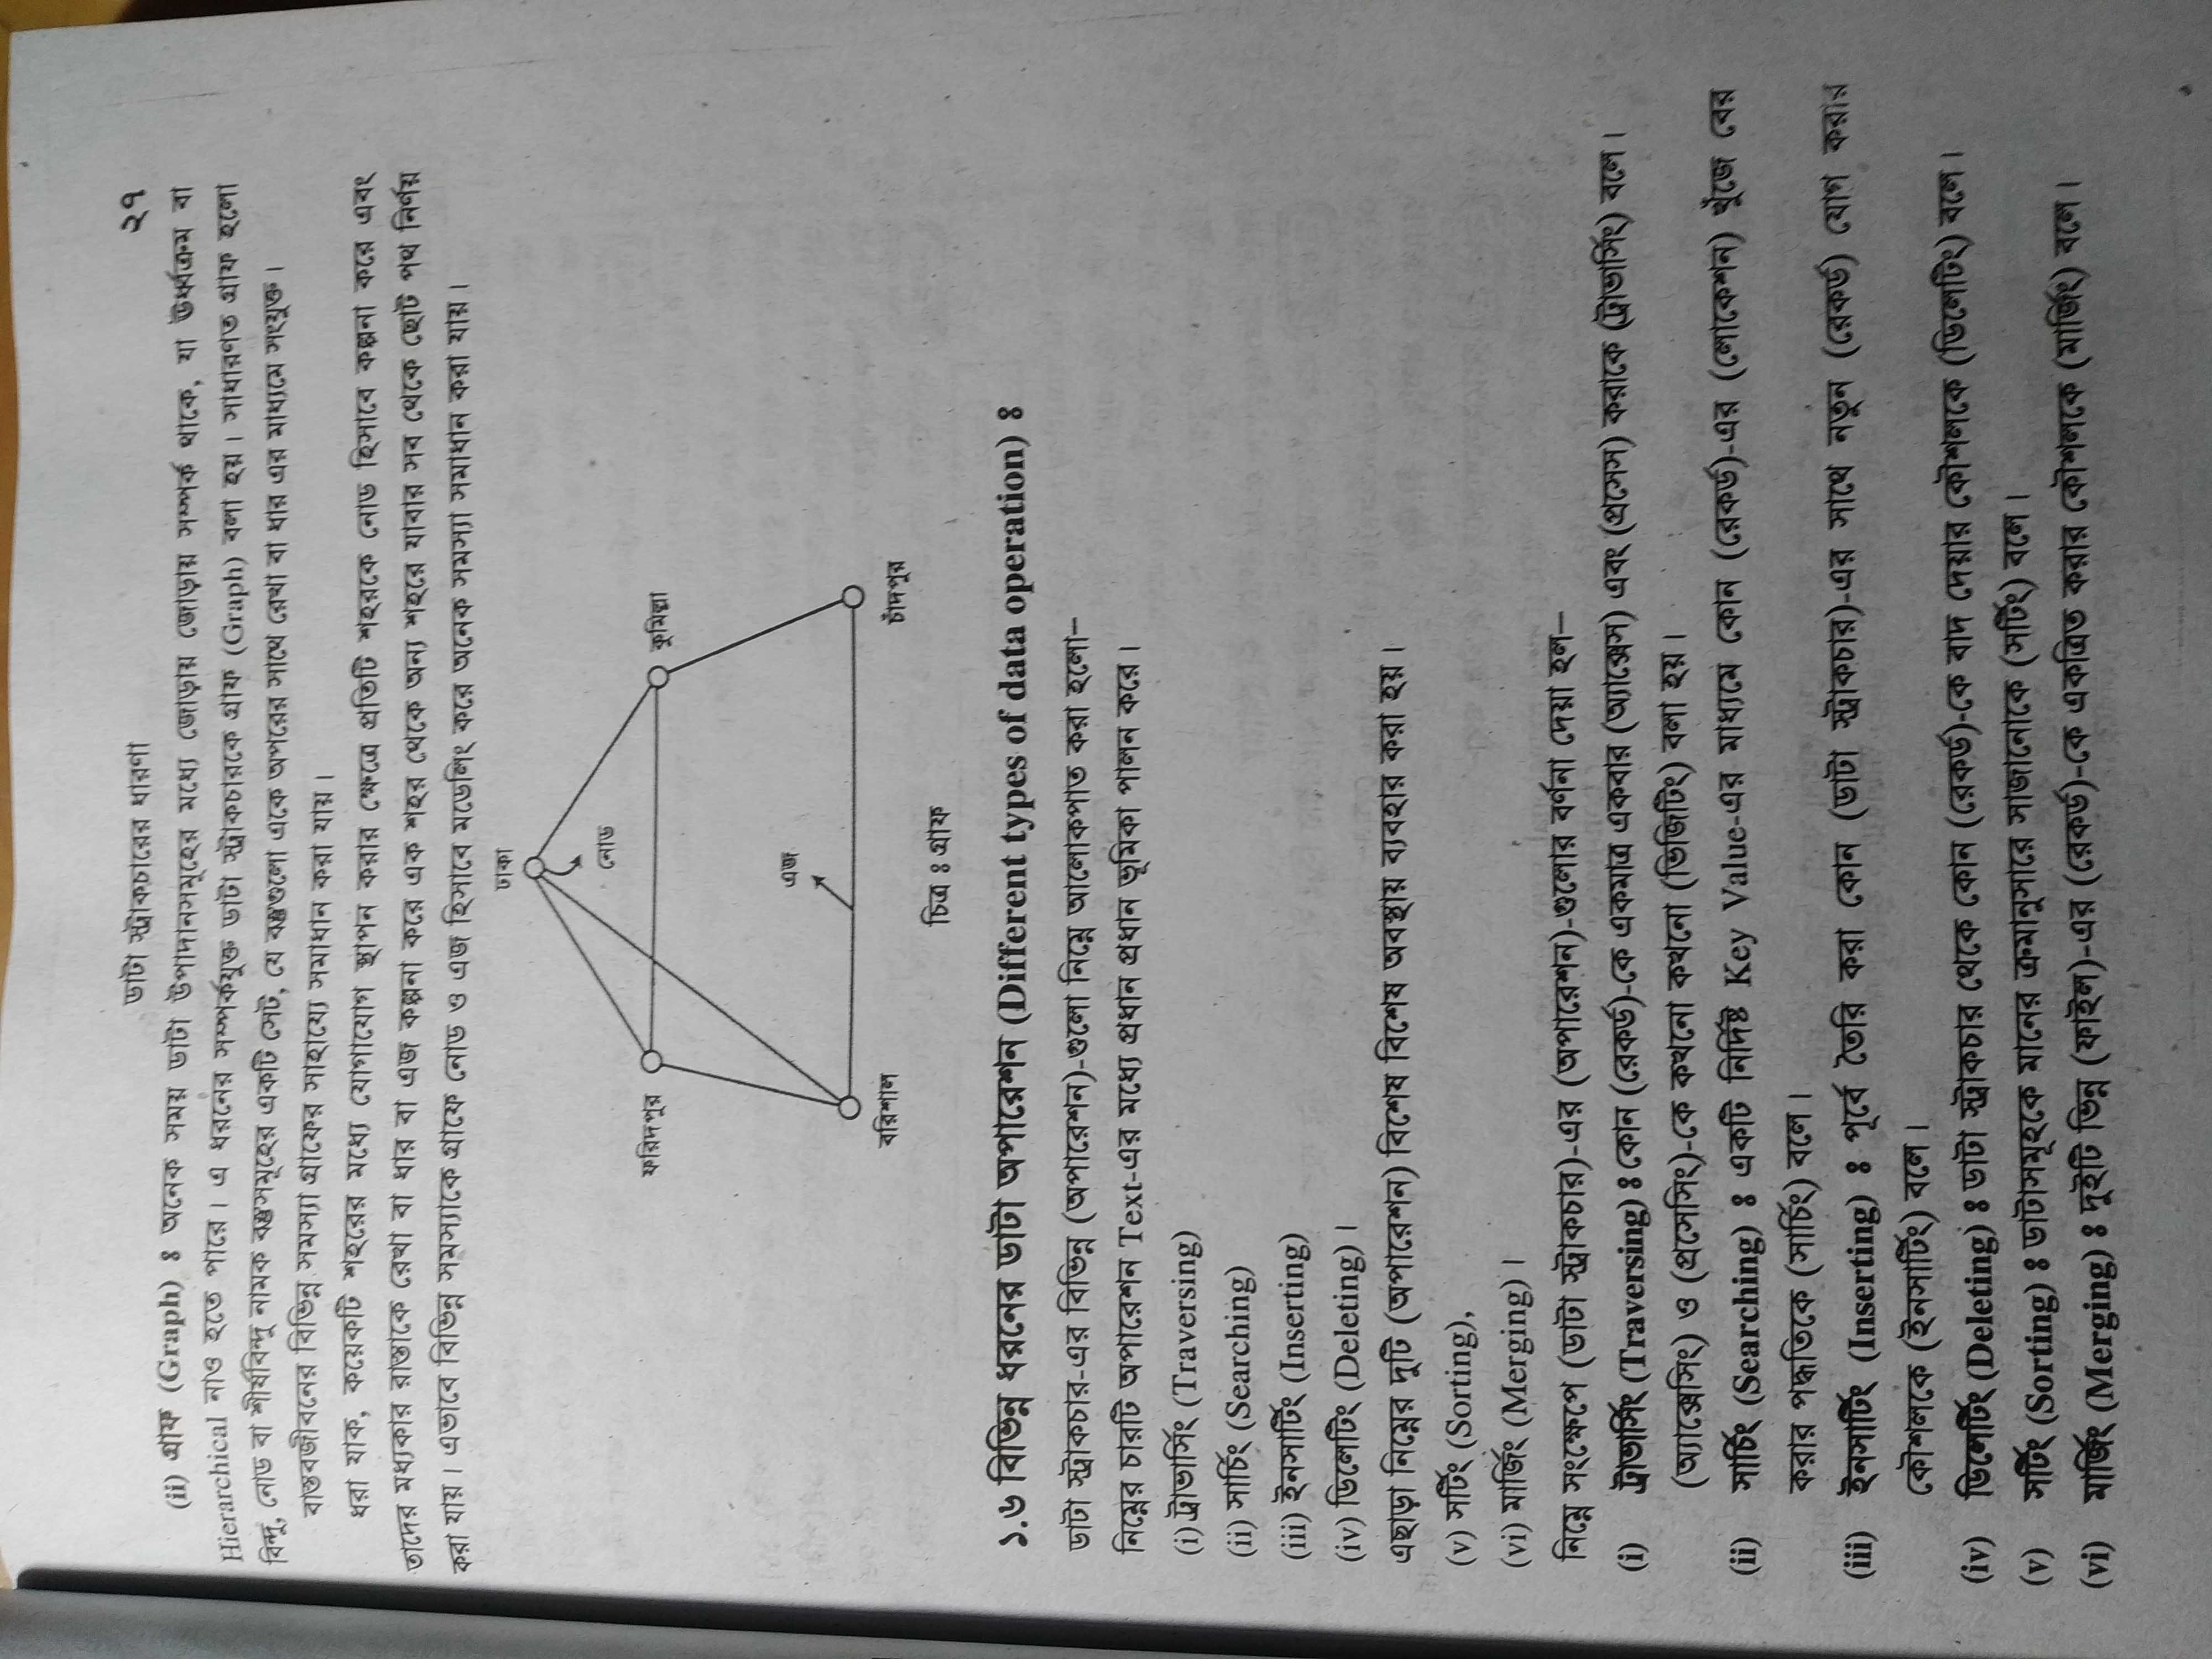 ডাটা স্ট্রাকচারের ধারণা
২৭
(ii) গ্রাফ (Graph) ঃ অনেক সময় ডাটা উপাদানসমূহের মধ্যে জোড়ায় জোড়ায় সম্পর্ক থাকে, যা ঊর্ধ্বক্রম বা
Hierarchical নাও হতে পারে। এ ধরনের সম্পর্কযুক্ত ডাটা স্ট্রাকচারকে গ্রাফ (Graph) বলা হয়। সাধারণত গ্রাফ হলো
বিন্দু, নোড বা শীর্ষবিন্দু নামক বস্তুসমূহের একটি সেট, যে বস্তুগুলো একে অপরের সাথে রেখা বা ধার এর মাধ্যমে সংযুক্ত।
বাস্তবজীবনের বিভিন্ন সমস্যা গ্রাফের সাহায্যে সমাধান করা যায়।
ধরা যাক, কয়েকটি শহরের মধ্যে যোগাযোগ স্থাপন করার ক্ষেত্রে প্রতিটি শহরকে নোড হিসাবে কল্পনা করে এবং
তাদের মধ্যকার রাস্তাকে রেখা বা ধার বা এজ কল্পনা করে এক শহর থেকে অন্য শহরে যাবার সব থেকে ছোট পথ নির্ণয়
করা যায়। এভাবে বিভিন্ন সমস্যাকে গ্রাফে নোড ও এজ হিসাবে মডেলিং করে অনেক সমস্যা সমাধান করা যায়।
ঢাকা
নোড
ফরিদপুর
কুমিল্লা
এজ
বরিশাল
চাঁদপুর
চিত্র ঃ গ্রাফ
১.৬ বিভিন্ন ধরনের ডাটা অপারেশন (Different types of data operation) ঃ
ডাটা স্ট্রাকচার-এর বিভিন্ন (অপারেশন)-গুলো নিম্নে আলোকপাত করা হলো–
নিম্নের চারটি অপারেশন Text-এর মধ্যে প্রধান প্রধান ভূমিকা পালন করে।
(i) ট্রাভার্সিং (Traversing)
(ii) সার্চিং (Searching)
(iii) ইনসার্টিং (Inserting)
(iv) ডিলেটিং (Deleting)।
এছাড়া নিম্নের দুটি (অপারেশন) বিশেষ বিশেষ অবস্থায় ব্যবহার করা হয়।
(v) সর্টিং (Sorting),
(vi) মার্জিং (Merging)।
নিম্নে সংক্ষেপে (ডাটা স্ট্রাকচার)-এর (অপারেশন)-গুলোর বর্ণনা দেয়া হল–
(i) ট্রাভার্সিং (Traversing) ঃ কোন (রেকর্ড)-কে একমাত্র একবার (অ্যাক্সেস) এবং (প্রসেস) করাকে (ট্রাভার্সিং) বলে।
(অ্যাক্সেসিং) ও (প্রসেসিং)-কে কখনো কখনো (ভিজিটিং) বলা হয়।
(ii) সার্চিং (Searching) ঃ একটি নির্দিষ্ট Key Value-এর মাধ্যমে কোন (রেকর্ড)-এর (লোকেশন) খুঁজে বের
করার পদ্ধতিকে (সার্চিং) বলে।
(iii) ইনসার্টিং (Inserting) ঃ পূর্বে তৈরি করা কোন (ডাটা স্ট্রাকচার)-এর সাথে নতুন (রেকর্ড) যোগ করার
কৌশলকে (ইনসার্টিং) বলে।
(iv) ডিলেটিং (Deleting) ঃ ডাটা স্ট্রাকচার থেকে কোন (রেকর্ড)-কে বাদ দেয়ার কৌশলকে (ডিলেটিং) বলে।
(v) সর্টিং (Sorting) ঃ ডাটাসমূহকে মানের ক্রমানুসারে সাজানোকে (সর্টিং) বলে।
(vi) মার্জিং (Merging) ঃ দুইটি ভিন্ন (ফাইল)-এর (রেকর্ড)-কে একত্রিত করার কৌশলকে (মার্জিং) বলে।